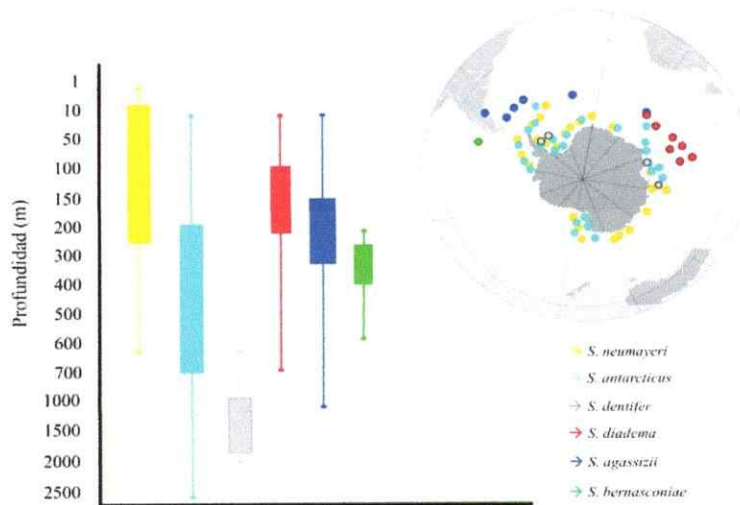 Profundidad (m)
1
10
50
100
150
200
300
400
500
600
700
1000
1500
2000
2500
S. neumayeri
S. antarcticus
S. dentifer
S. diadema
S. agassizii
S. bernasconiae